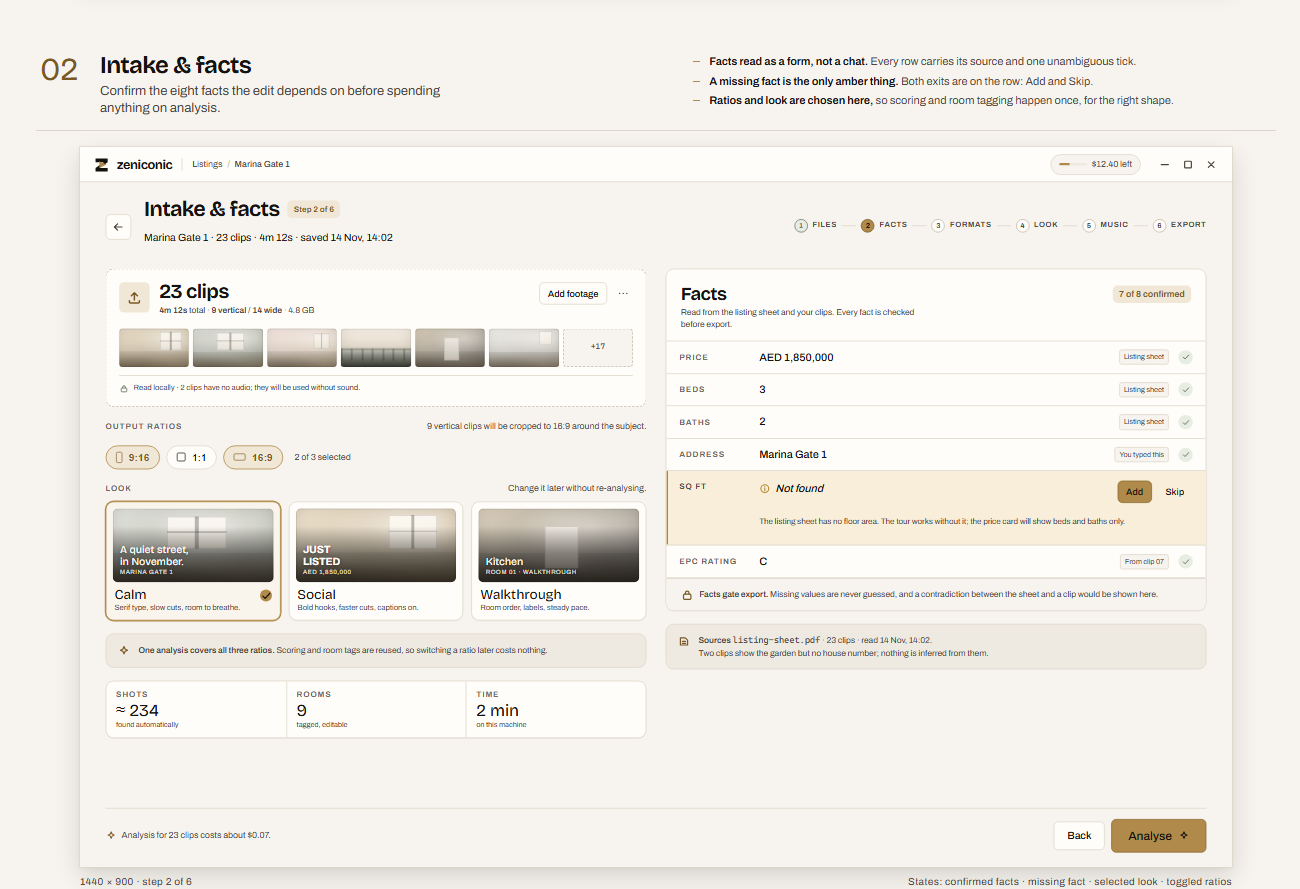 02
Intake & facts
Confirm the eight facts the edit depends on before spending
anything on analysis.
– Facts read as a form, not a chat. Every row carries its source and one unambiguous tick.
– A missing fact is the only amber thing. Both exits are on the row: Add and Skip.
– Ratios and look are chosen here, so scoring and room tagging happen once, for the right shape.
zeniconic
Listings / Marina Gate 1
$12.40 left
Intake & facts
Step 2 of 6
Marina Gate 1 · 23 clips · 4m 12s · saved 14 Nov, 14:02
1 FILES
2 FACTS
3 FORMATS
4 LOOK
5 MUSIC
6 EXPORT
23 clips
4m 12s total · 9 vertical / 14 wide · 4.8 GB
Add footage
···
+17
Read locally · 2 clips have no audio; they will be used without sound.
OUTPUT RATIOS
9 vertical clips will be cropped to 16:9 around the subject.
9:16
1:1
16:9
2 of 3 selected
LOOK
Change it later without re-analysing.
A quiet street,
in November.
MARINA GATE 1
Calm
Serif type, slow cuts, room to breathe.
JUST
LISTED
AED 1,850,000
Social
Bold hooks, faster cuts, captions on.
Kitchen
ROOM 01 · WALKTHROUGH
Walkthrough
Room order, labels, steady pace.
One analysis covers all three ratios. Scoring and room tags are reused, so switching a ratio later costs nothing.
SHOTS
≈ 234
found automatically
ROOMS
9
tagged, editable
TIME
2 min
on this machine
Facts
7 of 8 confirmed
Read from the listing sheet and your clips. Every fact is checked
before export.
PRICE
AED 1,850,000
Listing sheet
BEDS
3
Listing sheet
BATHS
2
Listing sheet
ADDRESS
Marina Gate 1
You typed this
SQ FT
Not found
Add
Skip
The listing sheet has no floor area. The tour works without it; the price card will show beds and baths only.
EPC RATING
C
From clip 07
Facts gate export. Missing values are never guessed, and a contradiction between the sheet and a clip would be shown here.
Sources listing-sheet.pdf · 23 clips · read 14 Nov, 14:02.
Two clips show the garden but no house number; nothing is inferred from them.
Analysis for 23 clips costs about $0.07.
Back
Analyse
1440 × 900 · step 2 of 6
States: confirmed facts · missing fact · selected look · toggled ratios